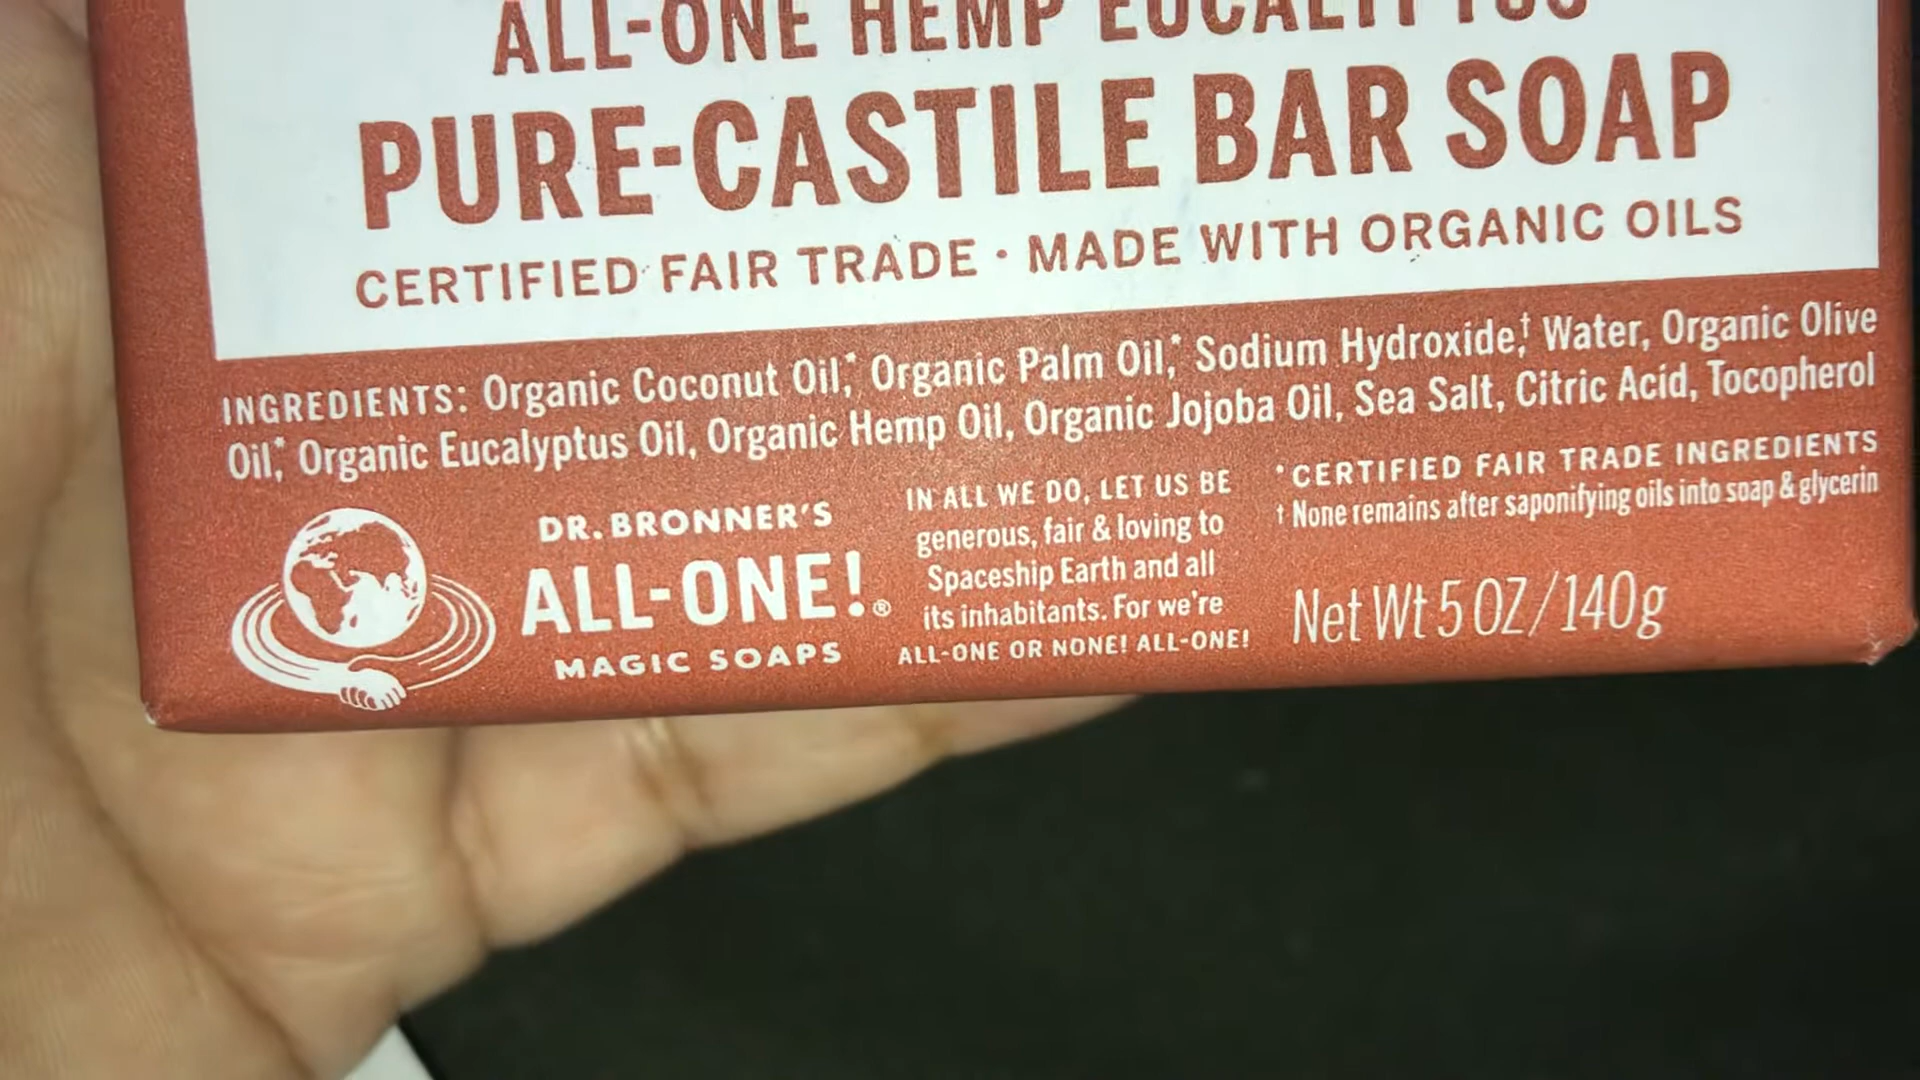 ALL-ONE HEMP EUCALYPTUS
PURE-CASTILE BAR SOAP
CERTIFIED FAIR TRADE · MADE WITH ORGANIC OILS
INGREDIENTS: Organic Coconut Oil,* Organic Palm Oil,* Sodium Hydroxide,† Water, Organic Olive
Oil,* Organic Eucalyptus Oil, Organic Hemp Oil, Organic Jojoba Oil, Sea Salt, Citric Acid, Tocopherol
DR. BRONNER'S
ALL-ONE!®
MAGIC SOAPS
IN ALL WE DO, LET US BE
generous, fair & loving to
Spaceship Earth and all
its inhabitants. For we're
ALL-ONE OR NONE! ALL-ONE!
* CERTIFIED FAIR TRADE INGREDIENTS
† None remains after saponifying oils into soap & glycerin
Net Wt 5 OZ/140g